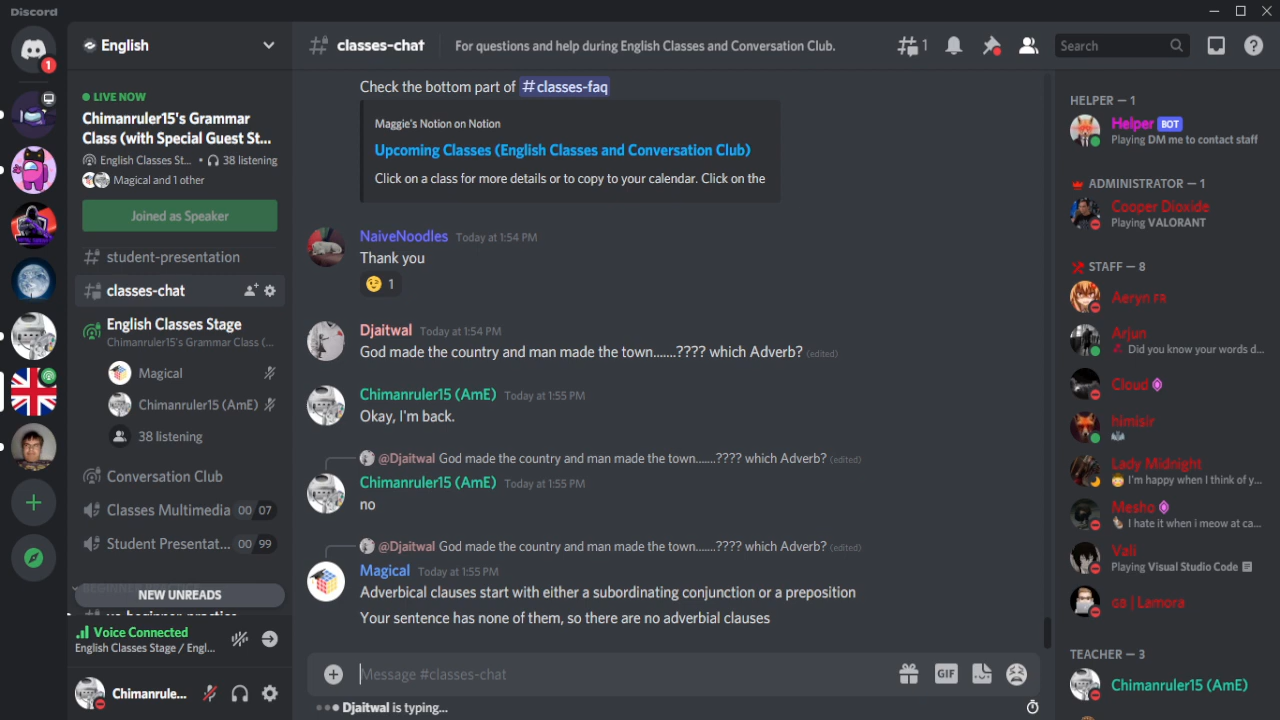 Discord
1
English
LIVE NOW
Chimanruler15's Grammar
Class (with Special Guest St...
English Classes St... • 38 listening
Magical and 1 other
Joined as Speaker
student-presentation
classes-chat
English Classes Stage
Chimanruler15's Grammar Class (...
Magical
Chimanruler15 (AmE)
38 listening
Conversation Club
Classes Multimedia 00 07
Student Presentat... 00 99
NEW UNREADS
Voice Connected
English Classes Stage / Engl...
Chimanrule...
classes-chat
For questions and help during English Classes and Conversation Club.
1
Search
Check the bottom part of #classes-faq
Maggie's Notion on Notion
Upcoming Classes (English Classes and Conversation Club)
Click on a class for more details or to copy to your calendar. Click on the
NaiveNoodles Today at 1:54 PM
Thank you
1
Djaitwal Today at 1:54 PM
God made the country and man made the town.......???? which Adverb? (edited)
Chimanruler15 (AmE) Today at 1:55 PM
Okay, I'm back.
@Djaitwal God made the country and man made the town.......???? which Adverb? (edited)
Chimanruler15 (AmE) Today at 1:55 PM
no
@Djaitwal God made the country and man made the town.......???? which Adverb? (edited)
Magical Today at 1:55 PM
Adverbical clauses start with either a subordinating conjunction or a preposition
Your sentence has none of them, so there are no adverbial clauses
Message #classes-chat
GIF
Djaitwal is typing...
HELPER — 1
Helper BOT
Playing DM me to contact staff
ADMINISTRATOR — 1
Cooper Dioxide
Playing VALORANT
STAFF — 8
Aeryn FR
Arjun
Did you know your words d...
Cloud
himisir
Lady Midnight
I'm happy when I think of y...
Mesho
I hate it when i meow at ca...
Vali
Playing Visual Studio Code
GB | Lamora
TEACHER — 3
Chimanruler15 (AmE)